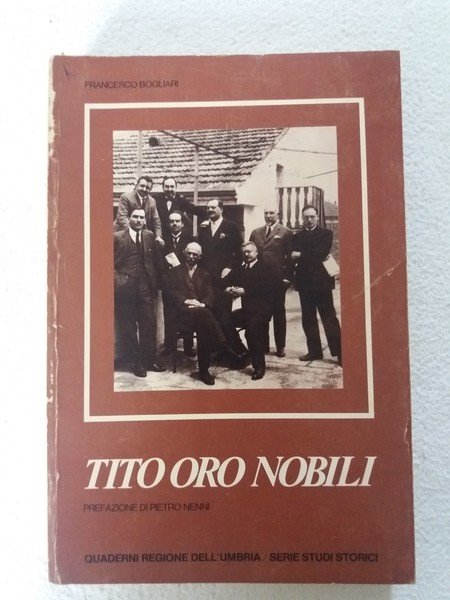 FRANCESCO BOGLIARI
TITO ORO NOBILI
PREFAZIONE DI PIETRO NENNI
QUADERNI REGIONE DELL'UMBRIA / SERIE STUDI STORICI